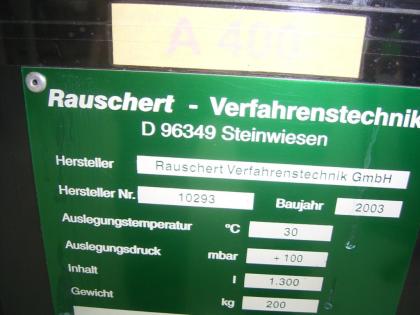 A 400
Rauschert - Verfahrenstechnik
D 96349 Steinwiesen
Hersteller Rauschert Verfahrenstechnik GmbH
Hersteller Nr. 10293 Baujahr 2003
Auslegungstemperatur °C 30
Auslegungsdruck mbar + 100
Inhalt l 1.300
Gewicht kg 200